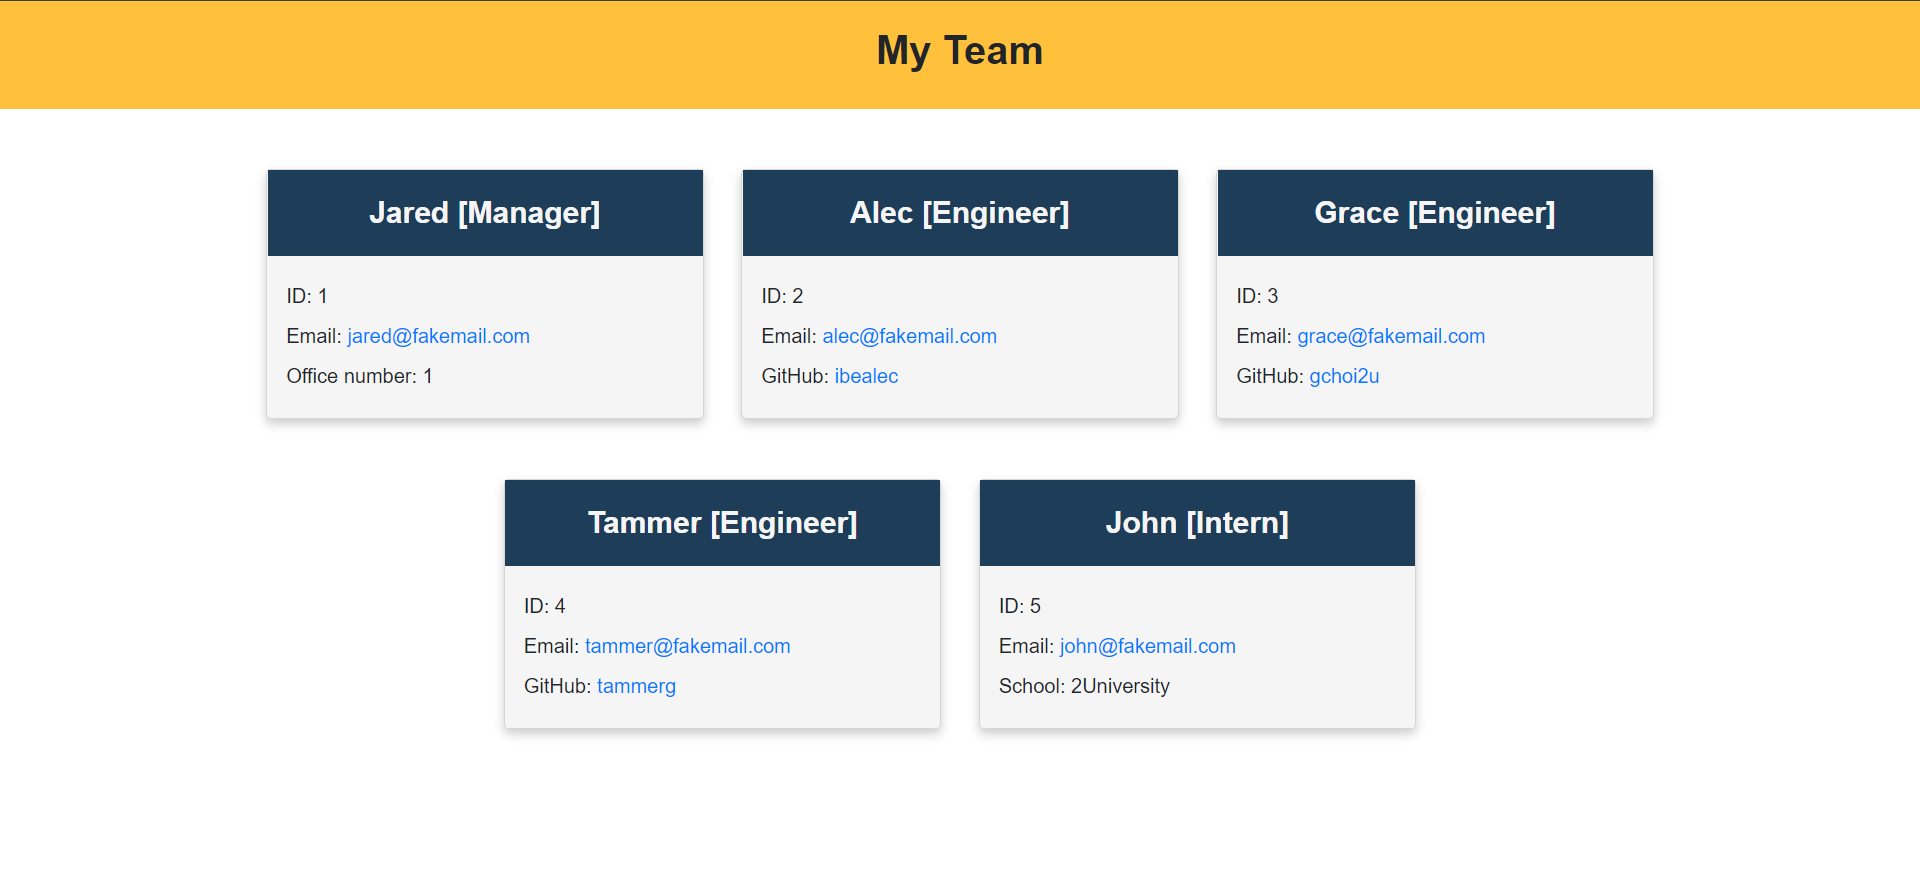 My Team
Jared [Manager]
ID: 1
Email: jared@fakemail.com
Office number: 1
Alec [Engineer]
ID: 2
Email: alec@fakemail.com
GitHub: ibealec
Grace [Engineer]
ID: 3
Email: grace@fakemail.com
GitHub: gchoi2u
Tammer [Engineer]
ID: 4
Email: tammer@fakemail.com
GitHub: tammerg
John [Intern]
ID: 5
Email: john@fakemail.com
School: 2University